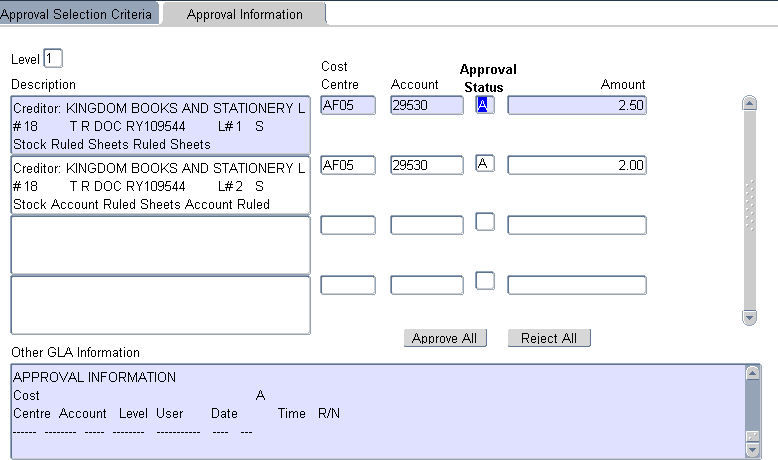 Approval Selection Criteria Approval Information
Level 1
Description Cost Centre Account Approval Status Amount
Creditor: KINGDOM BOOKS AND STATIONERY L AF05 29530 A 2.50
#18 T R DOC RY109544 L#1 S
Stock Ruled Sheets Ruled Sheets
Creditor: KINGDOM BOOKS AND STATIONERY L AF05 29530 A 2.00
#18 T R DOC RY109544 L#2 S
Stock Account Ruled Sheets Account Ruled
Approve All Reject All
Other GLA Information
APPROVAL INFORMATION
Cost A
Centre Account Level User Date Time R/N
------ -------- ----- -------- ----------- ---- ---